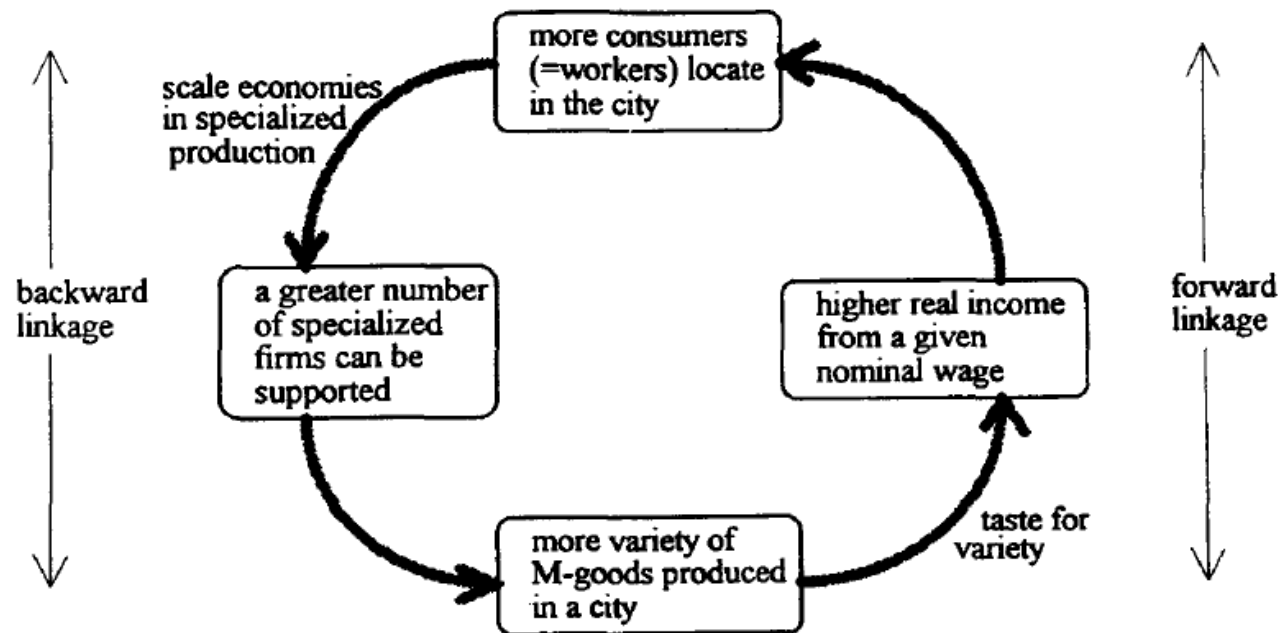 more consumers
(=workers) locate
in the city
scale economies
in specialized
production
backward
linkage
a greater number
of specialized
firms can be
supported
higher real income
from a given
nominal wage
forward
linkage
more variety of
M-goods produced
in a city
taste for
variety